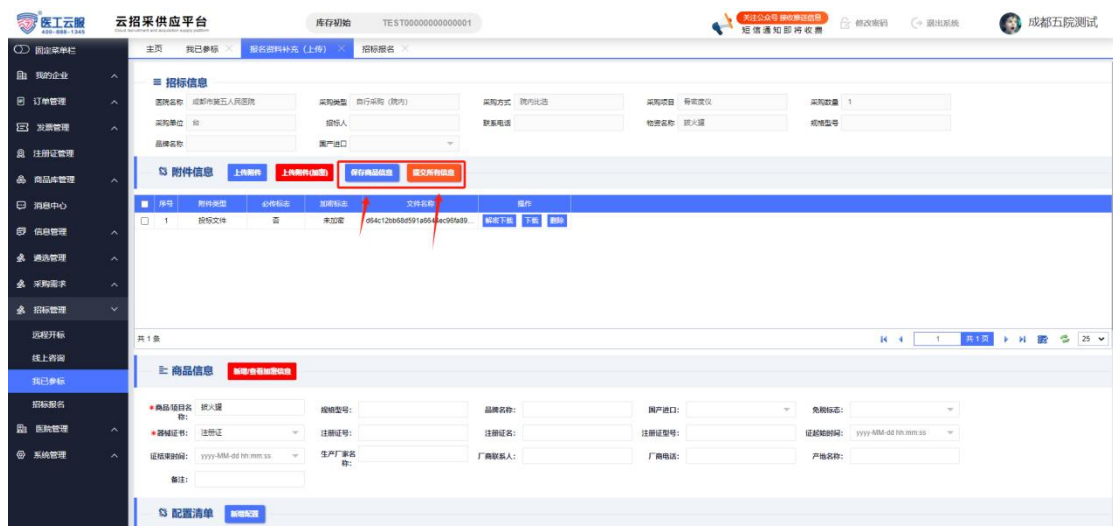 医工云服
400-888-1345
云招采供应平台
库存初始 TEST00000000000001
关注公众号 接收推送信息
短信通知即将收费
修改密码 退出系统 成都五院测试
固定菜单栏
主页 我已参标 报名资料补充（上传） 招标报名
我的企业
订单管理
发票管理
注册证管理
商品库管理
消息中心
信息管理
遴选管理
采购需求
招标管理
远程开标
线上咨询
我已参标
招标报名
医院管理
系统管理
招标信息
医院名称 成都市第五人民医院 采购类型 自行采购（院内） 采购方式 院内比选 采购项目 骨密度仪 采购数量 1
采购单位 台 招标人 联系电话 物资名称 拔火罐 规格型号
品牌名称 国产进口
附件信息 上传附件 上传附件(加密) 保存商品信息 提交所有信息
序号 附件类型 必传标志 加密标志 文件名称 操作
1 投标文件 否 未加密 解密下载 下载 删除
共 1 条 1 共 1 页 25
商品信息 新增/查看加密信息
*商品/项目名称: 拔火罐 规格型号: 品牌名称: 国产进口: 免税标志:
*器械证书: 注册证 注册证号: 注册证名: 注册证型号: 证起始时间: yyyy-MM-dd hh:mm:ss
证结束时间: yyyy-MM-dd hh:mm:ss 生产厂家名称: 厂商联系人: 厂商电话: 产地名称:
备注:
配置清单 新增配置